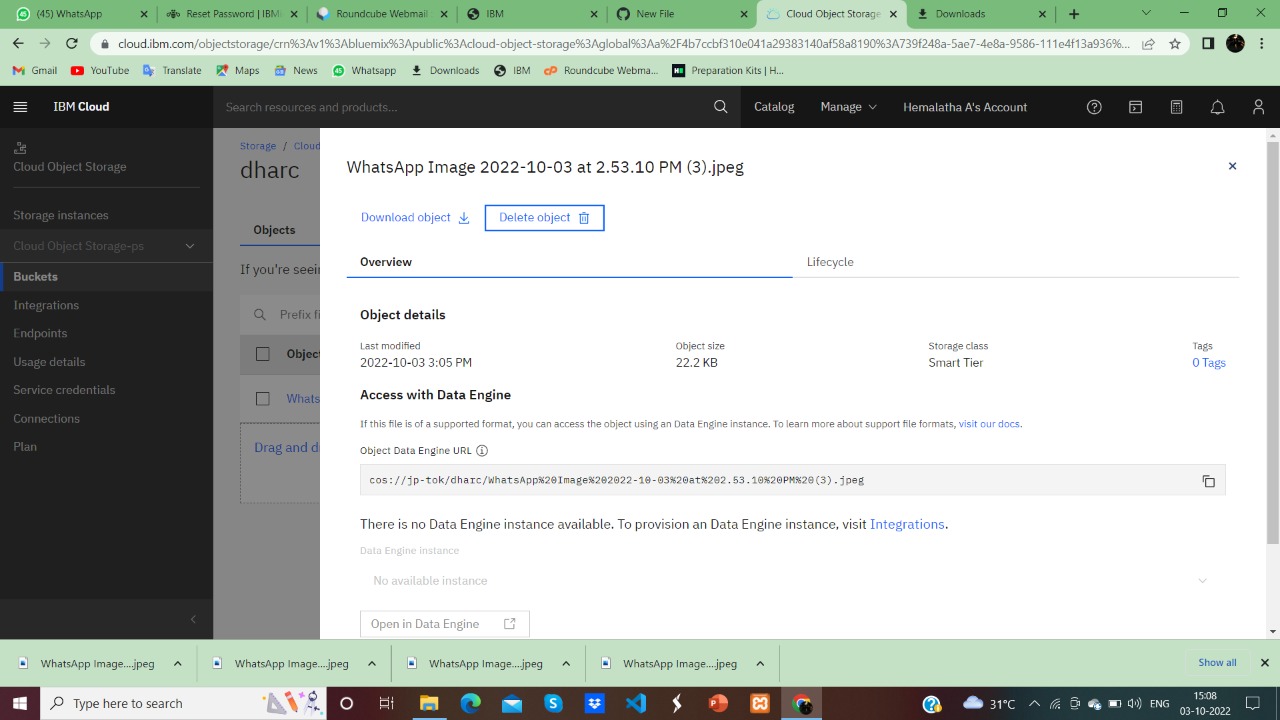 (45) WhatsApp
Reset Password | IBM
Roundcube Webmail
IBM
New File
Cloud Object Storage
Downloads
cloud.ibm.com/objectstorage/crn%3Av1%3Abluemix%3Apublic%3Acloud-object-storage%3Aglobal%3Aa%2F4b7ccbf310e041a29383140af58a8190%3A739f248a-5ae7-4e8a-9586-111e4f13a936%...
Gmail
YouTube
Translate
Maps
News
Whatsapp
Downloads
IBM
Roundcube Webma...
Preparation Kits | H...
IBM Cloud
Search resources and products...
Catalog
Manage
Hemalatha A's Account
Cloud Object Storage
Storage instances
Cloud Object Storage-ps
Buckets
Integrations
Endpoints
Usage details
Service credentials
Connections
Plan
Storage / Cloud
dharc
Objects
If you're seein
Prefix fi
Object
Whats
Drag and d
WhatsApp Image 2022-10-03 at 2.53.10 PM (3).jpeg
Download object
Delete object
Overview
Lifecycle
Object details
Last modified
2022-10-03 3:05 PM
Object size
22.2 KB
Storage class
Smart Tier
Tags
0 Tags
Access with Data Engine
If this file is of a supported format, you can access the object using an Data Engine instance. To learn more about support file formats, visit our docs.
Object Data Engine URL
cos://jp-tok/dharc/WhatsApp%20Image%202022-10-03%20at%202.53.10%20PM%20(3).jpeg
There is no Data Engine instance available. To provision an Data Engine instance, visit Integrations.
Data Engine instance
No available instance
Open in Data Engine
WhatsApp Image....jpeg
WhatsApp Image....jpeg
WhatsApp Image....jpeg
WhatsApp Image....jpeg
Show all
Type here to search
31°C
ENG
15:08
03-10-2022